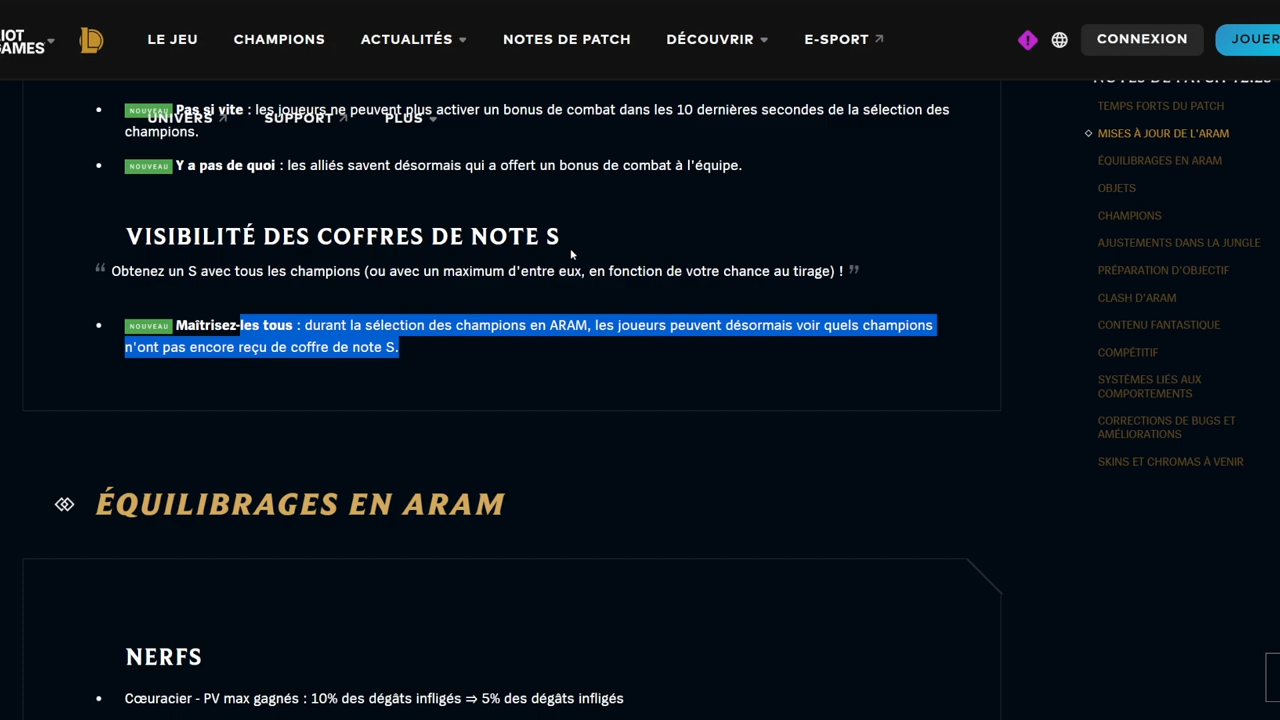 IOT
GAMES
LE JEU CHAMPIONS ACTUALITÉS NOTES DE PATCH DÉCOUVRIR E-SPORT CONNEXION JOUER
UNIVERS SUPPORT PLUS
NOUVEAU Pas si vite : les joueurs ne peuvent plus activer un bonus de combat dans les 10 dernières secondes de la sélection des
champions.
NOUVEAU Y a pas de quoi : les alliés savent désormais qui a offert un bonus de combat à l'équipe.
VISIBILITÉ DES COFFRES DE NOTE S
“ Obtenez un S avec tous les champions (ou avec un maximum d'entre eux, en fonction de votre chance au tirage) ! ”
NOUVEAU Maîtrisez-les tous : durant la sélection des champions en ARAM, les joueurs peuvent désormais voir quels champions
n'ont pas encore reçu de coffre de note S.
ÉQUILIBRAGES EN ARAM
NERFS
Cœuracier - PV max gagnés : 10% des dégâts infligés ⇒ 5% des dégâts infligés
NOTES DE PATCH
TEMPS FORTS DU PATCH
MISES À JOUR DE L'ARAM
ÉQUILIBRAGES EN ARAM
OBJETS
CHAMPIONS
AJUSTEMENTS DANS LA JUNGLE
PRÉPARATION D'OBJECTIF
CLASH D'ARAM
CONTENU FANTASTIQUE
COMPÉTITIF
SYSTÈMES LIÉS AUX
COMPORTEMENTS
CORRECTIONS DE BUGS ET
AMÉLIORATIONS
SKINS ET CHROMAS À VENIR